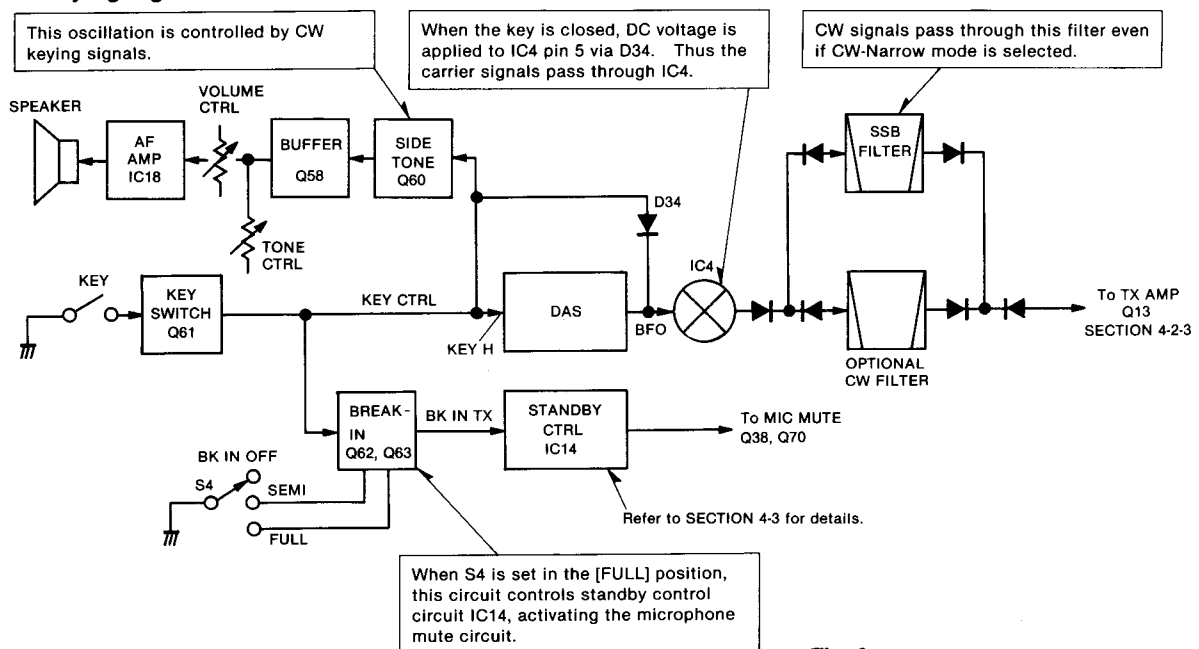 This oscillation is controlled by CW
keying signals.
When the key is closed, DC voltage is
applied to IC4 pin 5 via D34. Thus the
carrier signals pass through IC4.
CW signals pass through this filter even
if CW-Narrow mode is selected.
SPEAKER
VOLUME
CTRL
AF
AMP
IC18
BUFFER
Q58
SIDE
TONE
Q60
TONE
CTRL
D34
IC4
SSB
FILTER
KEY
KEY
SWITCH
Q61
KEY CTRL
KEY H
DAS
BFO
OPTIONAL
CW FILTER
To TX AMP
Q13
SECTION 4-2-3
BREAK-
IN
Q62, Q63
BK IN TX
STANDBY
CTRL
IC14
To MIC MUTE
Q38, Q70
BK IN OFF
S4
SEMI
FULL
Refer to SECTION 4-3 for details.
When S4 is set in the [FULL] position,
this circuit controls standby control
circuit IC14, activating the microphone
mute circuit.